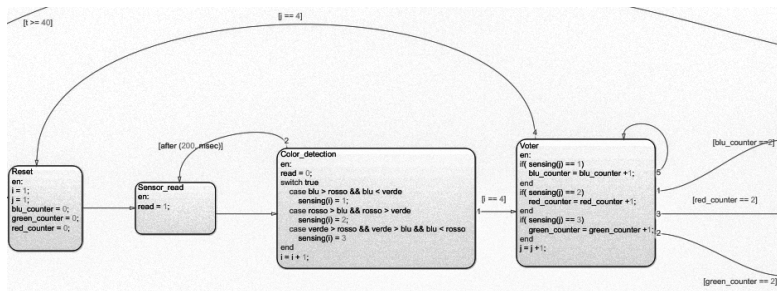 [t >= 40]
[j == 4]
[after (200, msec)]
2
4
Reset
en:
i = 1;
j = 1;
blu_counter = 0;
green_counter = 0;
red_counter = 0;
Sensor_read
en:
read = 1;
Color_detection
en:
read = 0;
switch true
case blu > rosso && blu < verde
sensing(i) = 1;
case rosso > blu && rosso > verde
sensing(i) = 2;
case verde > rosso && verde > blu && blu < rosso
sensing(i) = 3
end
i = i + 1;
1
[i == 4]
Voter
en:
if( sensing(j) == 1)
blu_counter = blu_counter +1;
end
if( sensing(j) == 2)
red_counter = red_counter +1;
end
if( sensing(j) == 3)
green_counter = green_counter +1;
end
j = j +1;
5
1
3
2
[blu_counter ==2]
[red_counter == 2]
[green_counter == 2]